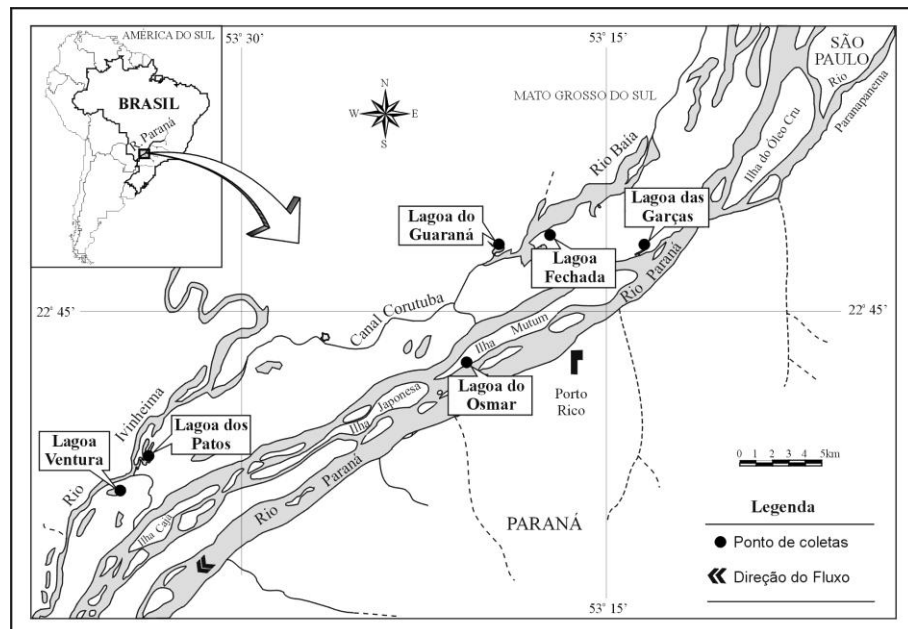 AMÉRICA DO SUL
BRASIL
R. Paraná
53° 30'
53° 15'
SÃO
PAULO
Rio
Paranapanema
MATO GROSSO DO SUL
N
W
E
S
Ilha do Óleo Cru
Rio Baia
Lagoa do
Guaraná
Lagoa das
Garças
Lagoa
Fechada
Rio Paraná
22° 45'
22° 45'
Canal Corutuba
Ilha
Mutum
Ilha
Japonesa
Lagoa do
Osmar
Porto
Rico
Rio
Ivinheima
Lagoa dos
Patos
Lagoa
Ventura
Ilha Caja
Rio
Paraná
PARANÁ
0 1 2 3 4 5km
Legenda
Ponto de coletas
Direção do Fluxo
53° 15'